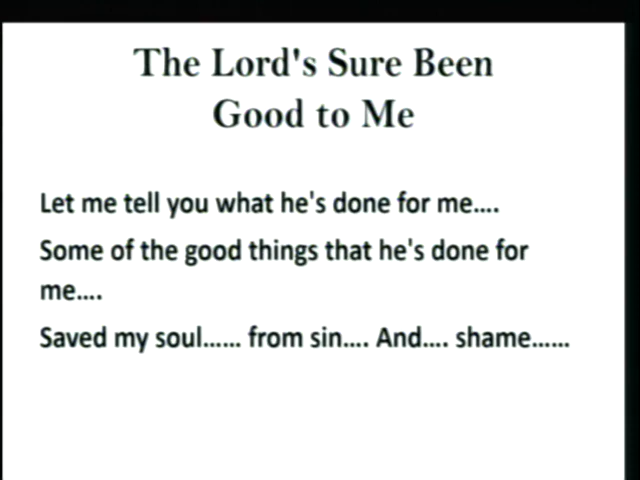 The Lord's Sure Been
Good to Me
Let me tell you what he's done for me....
Some of the good things that he's done for
me....
Saved my soul...... from sin.... And.... shame......